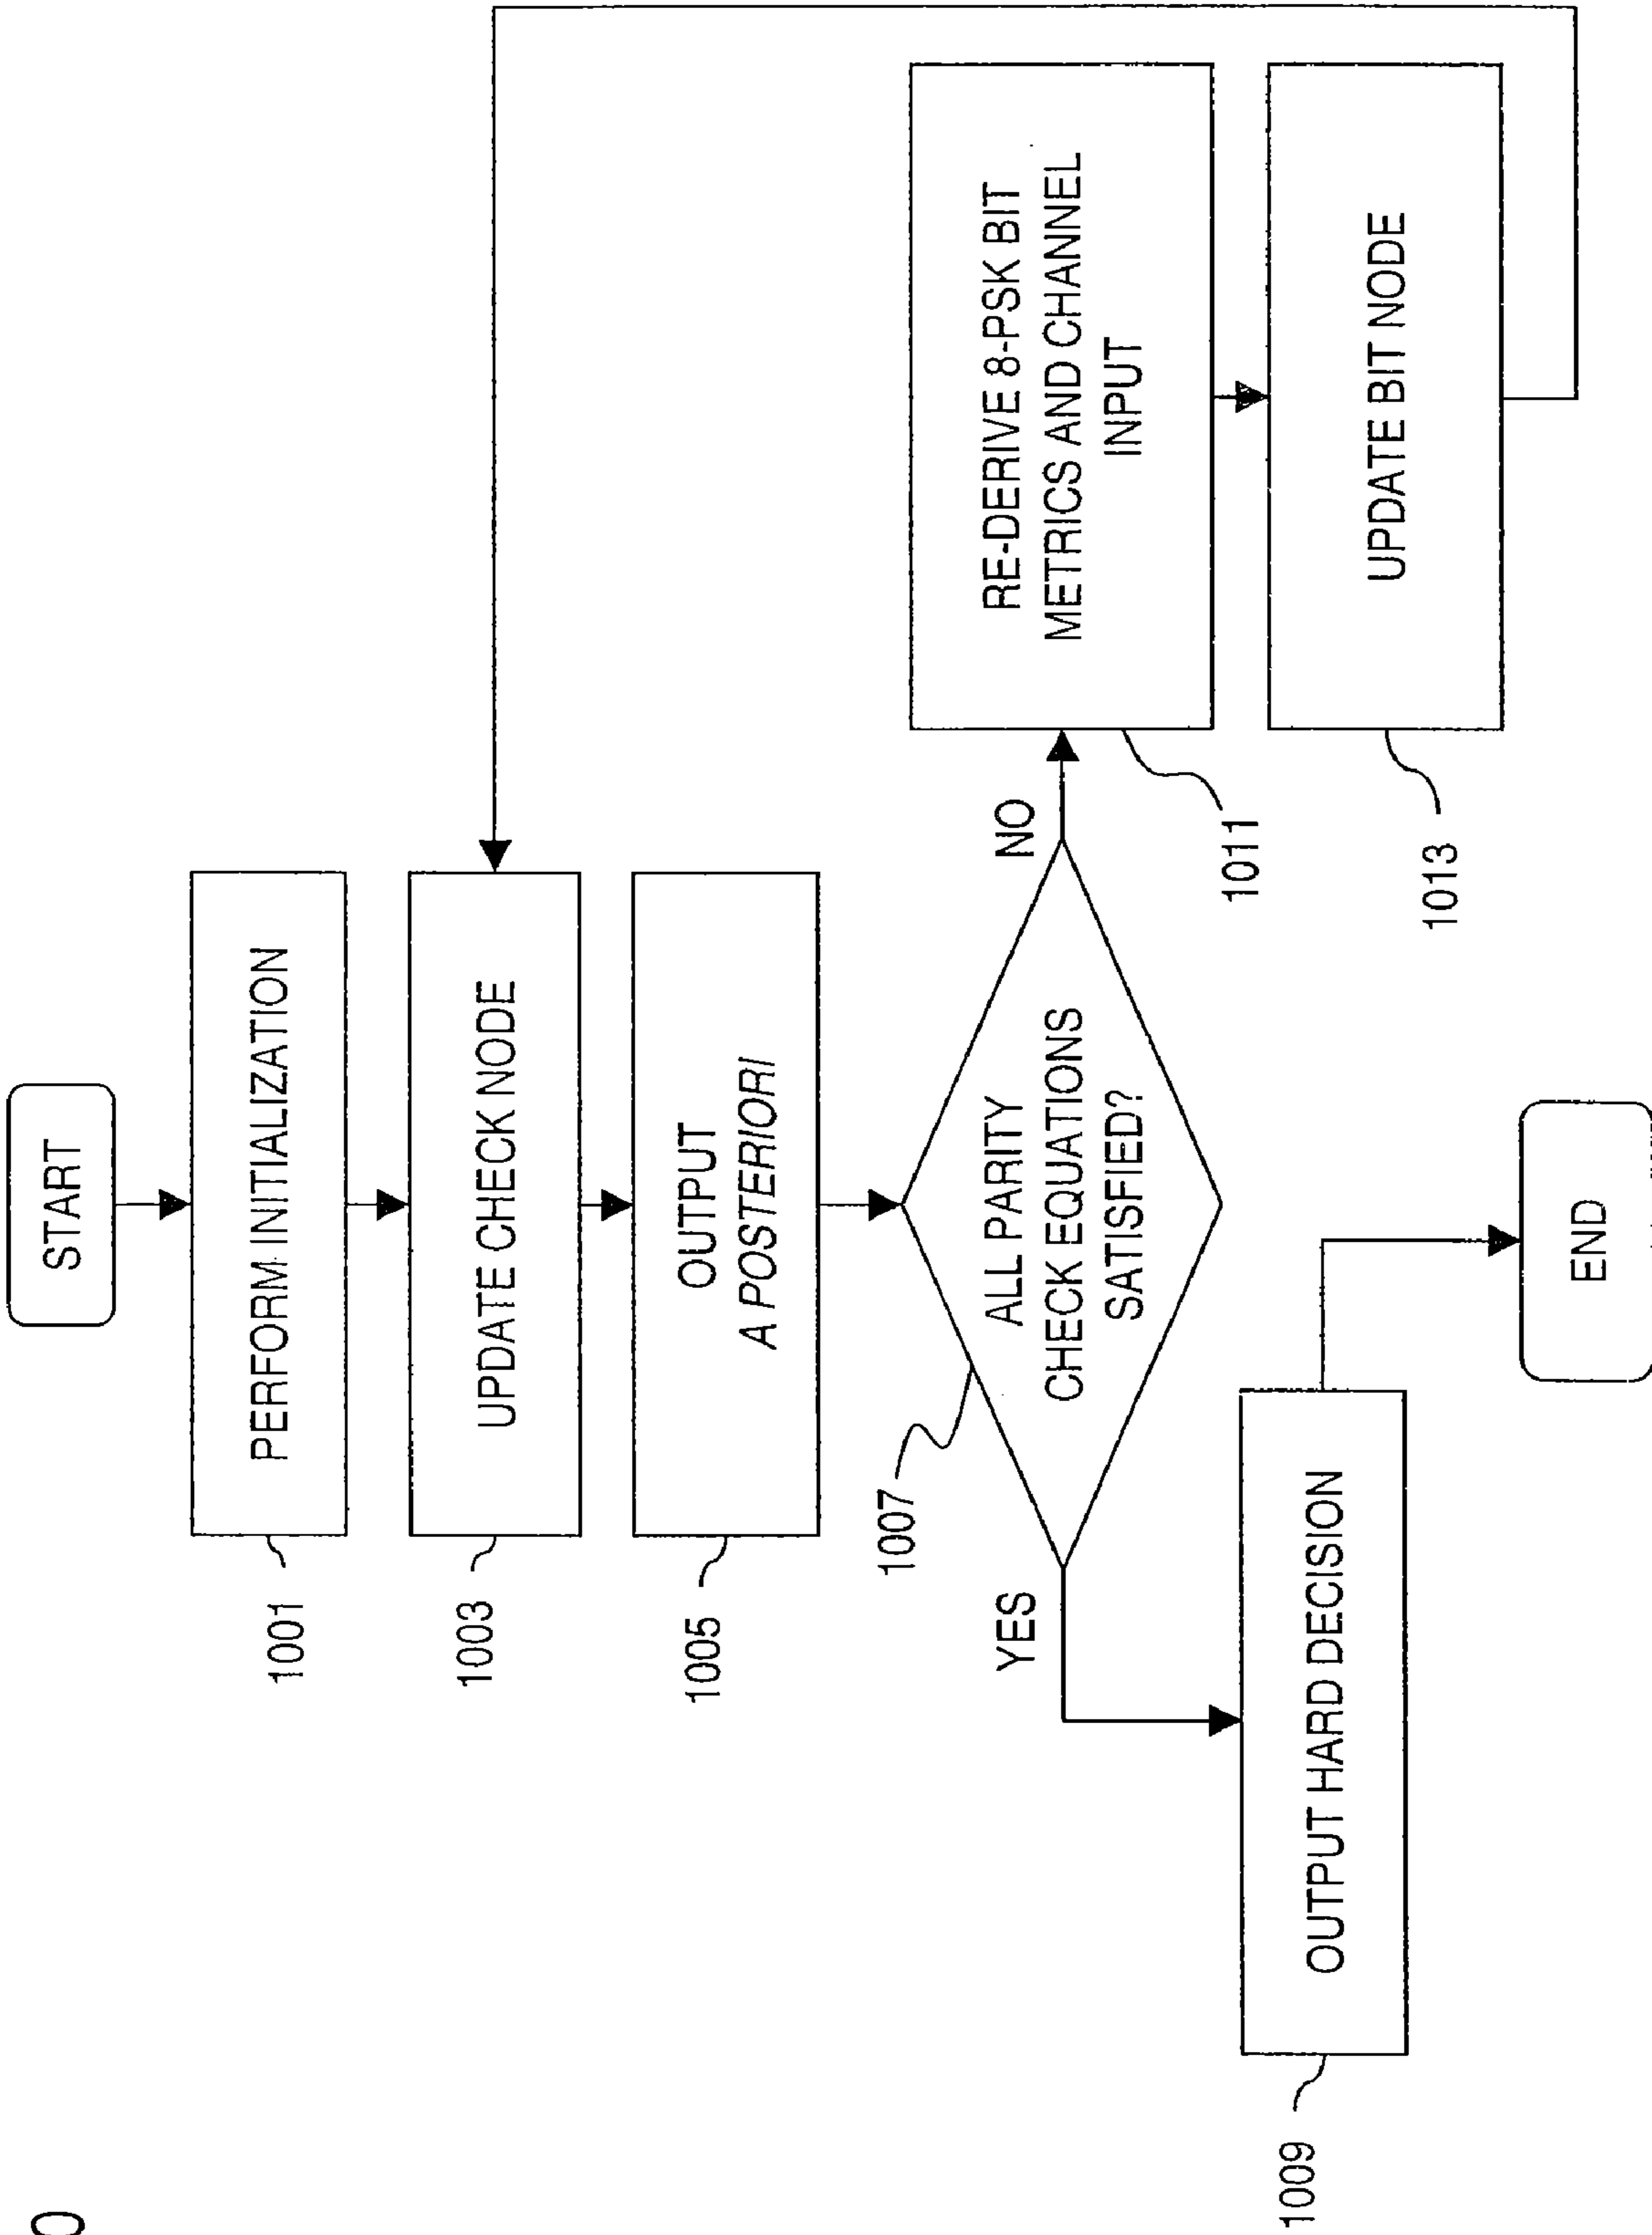 START
PERFORM INITIALIZATION
1001
UPDATE CHECK NODE
1003
OUTPUT
A POSTERIORI
1005
ALL PARITY
CHECK EQUATIONS
SATISFIED?
1007
YES
NO
RE-DERIVE 8-PSK BIT
METRICS AND CHANNEL
INPUT
1011
UPDATE BIT NODE
1013
OUTPUT HARD DECISION
1009
END
0